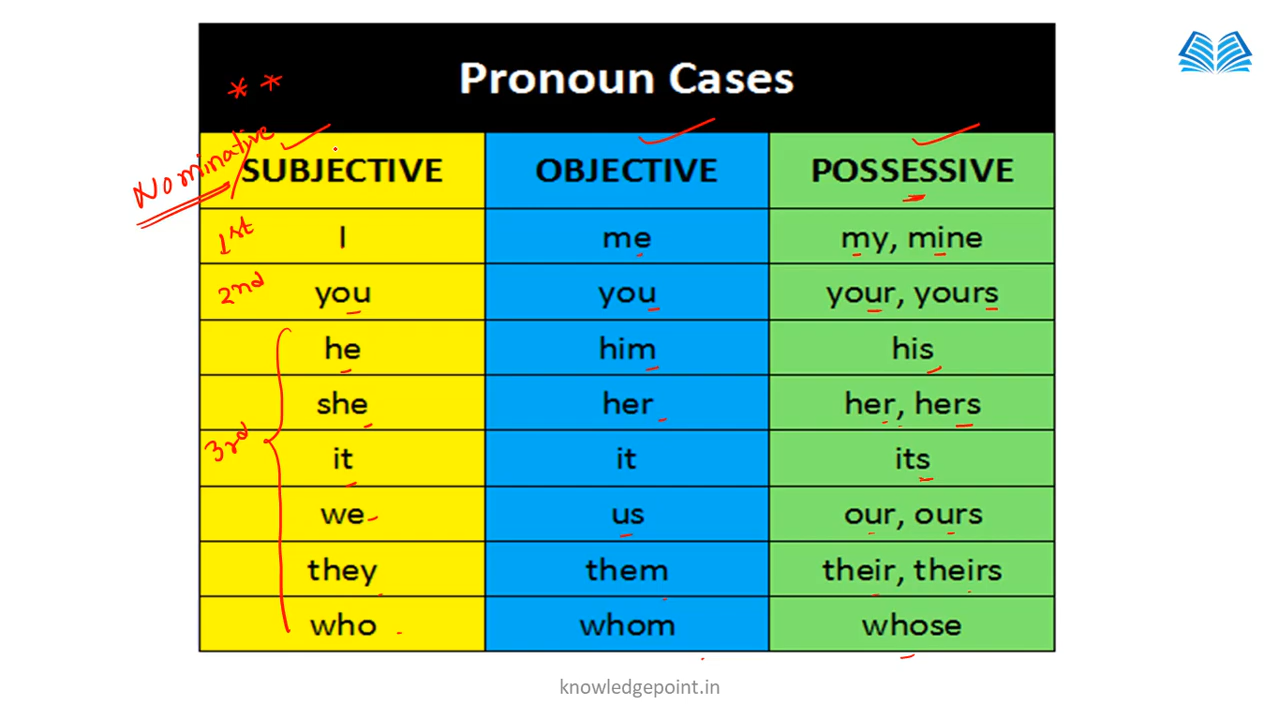 ** Pronoun Cases
Nominative/
SUBJECTIVE OBJECTIVE POSSESSIVE
1st I me my, mine
2nd you you your, yours
he him his
she her her, hers
3rd it it its
we us our, ours
they them their, theirs
who whom whose
knowledgepoint.in